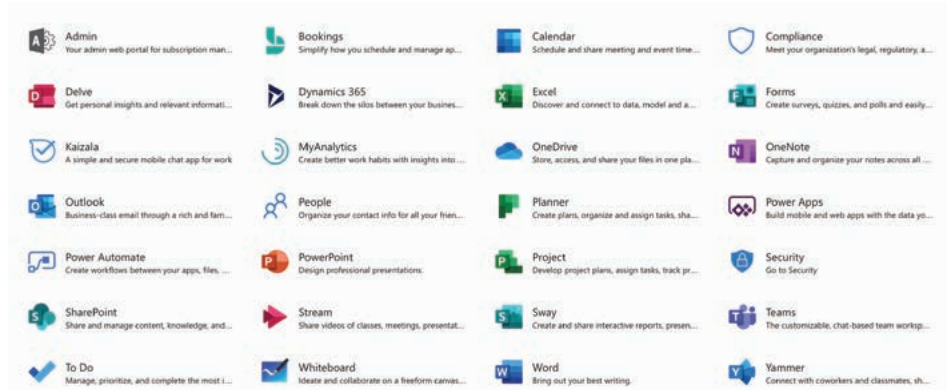 Admin
Your admin web portal for subscription man...
Bookings
Simplify how you schedule and manage ap...
Calendar
Schedule and share meeting and event time...
Compliance
Meet your organization's legal, regulatory, a...
Delve
Get personal insights and relevant informati...
Dynamics 365
Break down the silos between your busines...
Excel
Discover and connect to data, model and a...
Forms
Create surveys, quizzes, and polls and easily...
Kaizala
A simple and secure mobile chat app for work
MyAnalytics
Create better work habits with insights into ...
OneDrive
Store, access, and share your files in one pla...
OneNote
Capture and organize your notes across all ...
Outlook
Business-class email through a rich and fam...
People
Organize your contact info for all your frien...
Planner
Create plans, organize and assign tasks, sha...
Power Apps
Build mobile and web apps with the data yo...
Power Automate
Create workflows between your apps, files, ...
PowerPoint
Design professional presentations.
Project
Develop project plans, assign tasks, track pr...
Security
Go to Security
SharePoint
Share and manage content, knowledge, and...
Stream
Share videos of classes, meetings, presentat...
Sway
Create and share interactive reports, presen...
Teams
The customizable, chat-based team worksp...
To Do
Manage, prioritize, and complete the most i...
Whiteboard
Ideate and collaborate on a freeform canvas...
Word
Bring out your best writing.
Yammer
Connect with coworkers and classmates, sh...